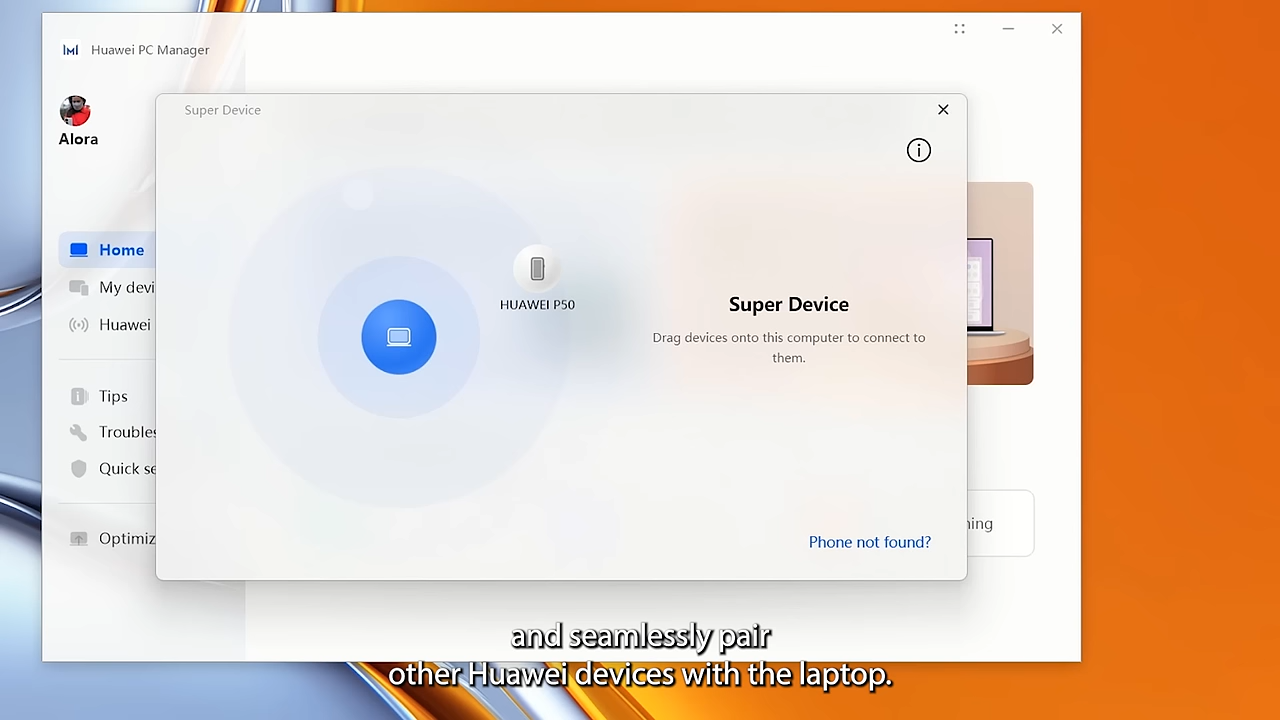 Huawei PC Manager
Alora
Super Device
Home
My devi
Huawei
Tips
Troubles
Quick se
Optimiz
HUAWEI P50
Super Device
Drag devices onto this computer to connect to
them.
ning
Phone not found?
and seamlessly pair
other Huawei devices with the laptop.